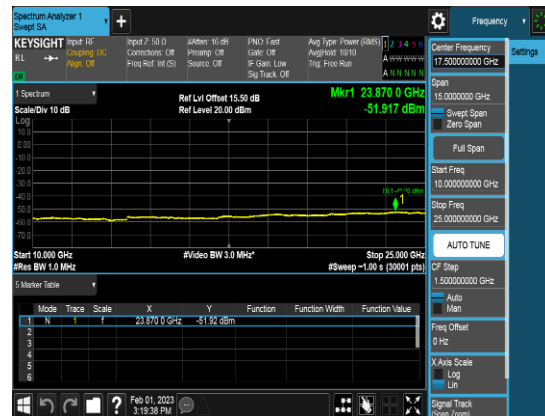 Spectrum Analyzer 1
Swept SA
+
Frequency
KEYSIGHT
RL
Input: RF
Coupling: DC
Align: Off
Input Z: 50 Ω
Corrections: Off
Freq Ref: Int (S)
#Atten: 16 dB
Preamp: Off
Source: Off
PNO: Fast
Gate: Off
IF Gain: Low
Sig Track: Off
Avg Type: Power (RMS)
Avg|Hold: 10/10
Trig: Free Run
1 2 3 4 5 6
A W W W W W
A N N N N N
1 Spectrum
Scale/Div 10 dB
Ref Lvl Offset 15.50 dB
Ref Level 20.00 dBm
Mkr1 23.870 0 GHz
-51.917 dBm
Log
10.0
0.00
-10.0
-20.0
-30.0
-40.0
50.0
-60.0
-70.0
1
Start 10.000 GHz
#Res BW 1.0 MHz
#Video BW 3.0 MHz*
Stop 25.000 GHz
#Sweep ~1.00 s (30001 pts)
5 Marker Table
Mode Trace Scale X Y Function Function Width Function Value
1 N 1 f 23.870 0 GHz -51.92 dBm
2
3
4
5
6
Feb 01, 2023
3:19:38 PM
Center Frequency
17.500000000 GHz
Settings
Span
15.0000000 GHz
Swept Span
Zero Span
Full Span
Start Freq
10.000000000 GHz
Stop Freq
25.000000000 GHz
AUTO TUNE
CF Step
1.500000000 GHz
Auto
Man
Freq Offset
0 Hz
X Axis Scale
Log
Lin
Signal Track
(Span Zoom)